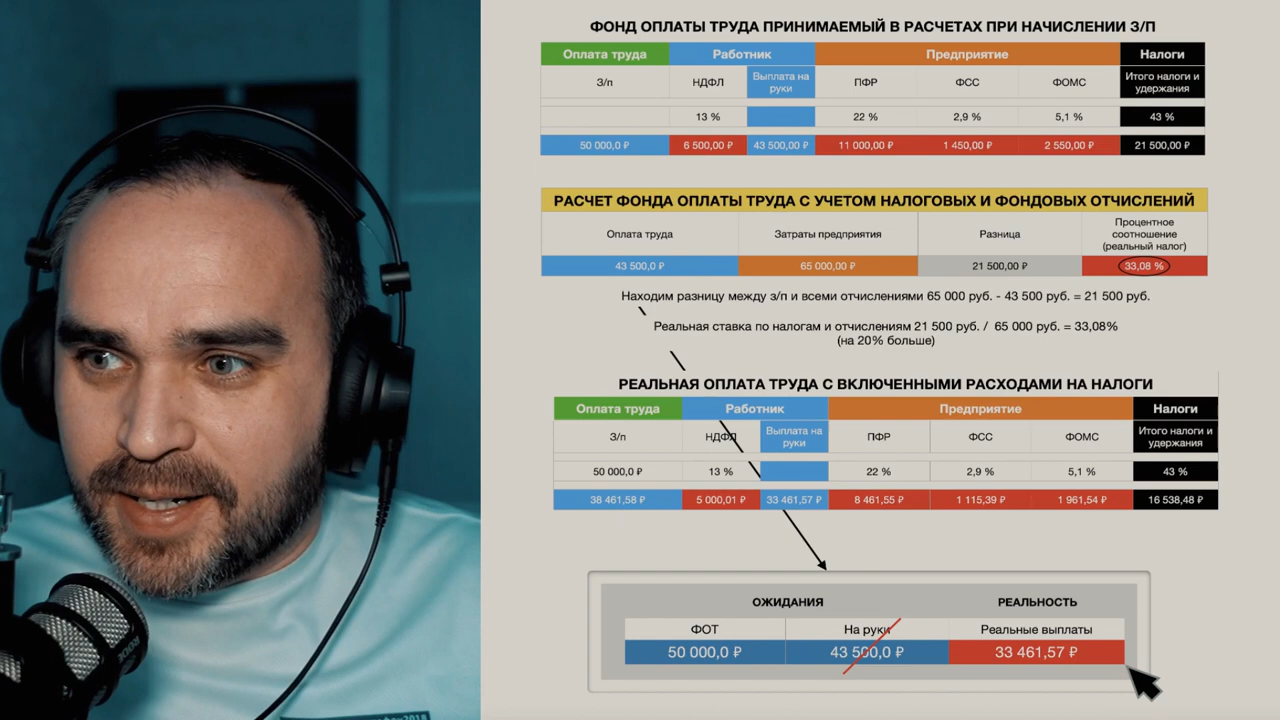 ФОНД ОПЛАТЫ ТРУДА ПРИНИМАЕМЫЙ В РАСЧЕТАХ ПРИ НАЧИСЛЕНИИ З/П
Оплата труда Работник Предприятие Налоги
З/п НДФЛ Выплата на руки ПФР ФСС ФОМС Итого налоги и удержания
13 % 22 % 2,9 % 5,1 % 43 %
50 000,0 ₽ 6 500,00 ₽ 43 500,00 ₽ 11 000,00 ₽ 1 450,00 ₽ 2 550,00 ₽ 21 500,00 ₽
РАСЧЕТ ФОНДА ОПЛАТЫ ТРУДА С УЧЕТОМ НАЛОГОВЫХ И ФОНДОВЫХ ОТЧИСЛЕНИЙ
Оплата труда Затраты предприятия Разница Процентное соотношение (реальный налог)
43 500,0 ₽ 65 000,00 ₽ 21 500,00 ₽ 33,08 %
Находим разницу между з/п и всеми отчислениями 65 000 руб. - 43 500 руб. = 21 500 руб.
Реальная ставка по налогам и отчислениям 21 500 руб. / 65 000 руб. = 33,08%
(на 20% больше)
РЕАЛЬНАЯ ОПЛАТА ТРУДА С ВКЛЮЧЕННЫМИ РАСХОДАМИ НА НАЛОГИ
Оплата труда Работник Предприятие Налоги
З/п НДФЛ Выплата на руки ПФР ФСС ФОМС Итого налоги и удержания
50 000,0 ₽ 13 % 22 % 2,9 % 5,1 % 43 %
38 461,58 ₽ 5 000,01 ₽ 33 461,57 ₽ 8 461,55 ₽ 1 115,39 ₽ 1 961,54 ₽ 16 538,48 ₽
ОЖИДАНИЯ РЕАЛЬНОСТЬ
ФОТ На руки Реальные выплаты
50 000,0 ₽ 43 500,0 ₽ 33 461,57 ₽
RODE